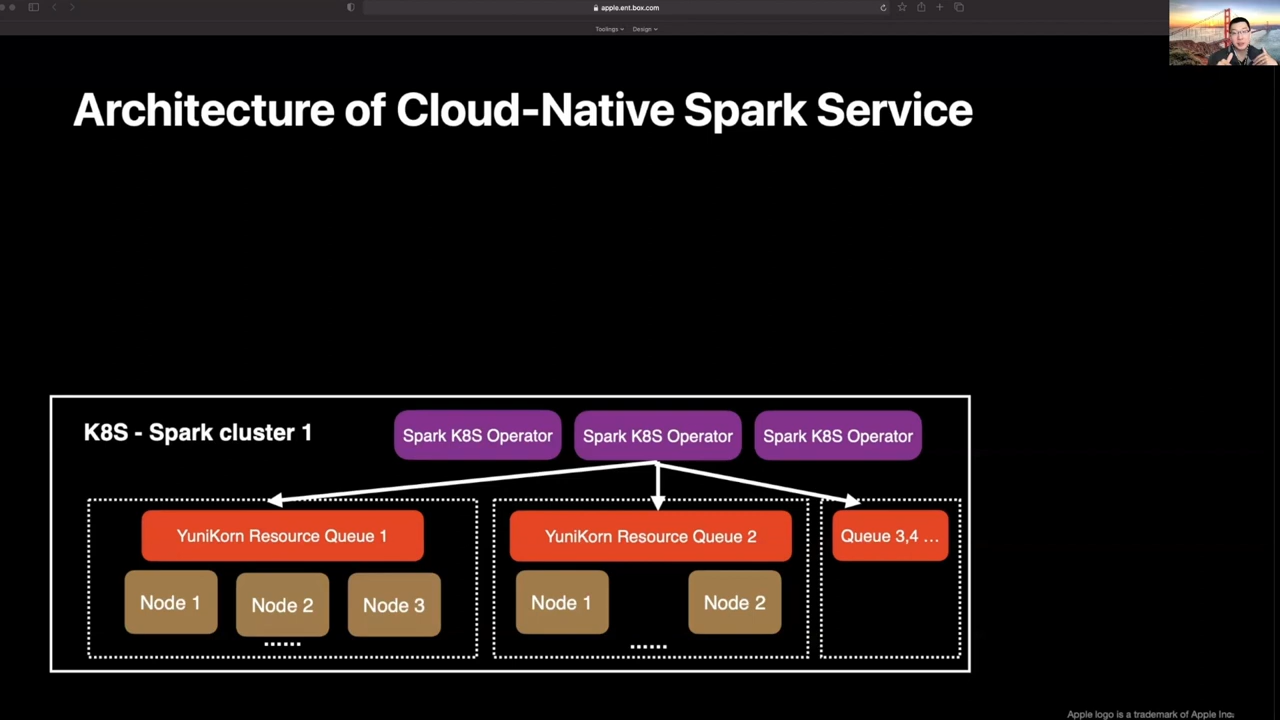 apple.ent.box.com
Toolings
Design
Architecture of Cloud-Native Spark Service
K8S - Spark cluster 1
Spark K8S Operator
Spark K8S Operator
Spark K8S Operator
YuniKorn Resource Queue 1
YuniKorn Resource Queue 2
Queue 3,4 ...
Node 1
Node 2
Node 3
......
Node 1
Node 2
......
Apple logo is a trademark of Apple Inc.